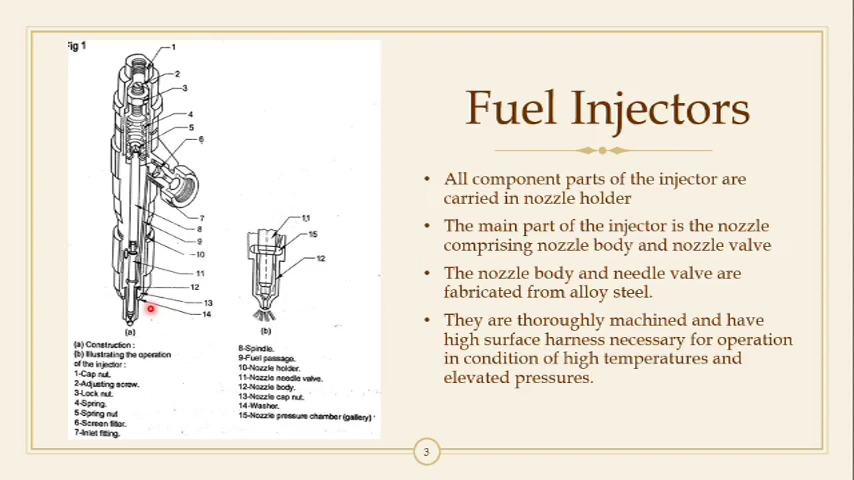 Fig 1
1
2
3
4
5
6
7
8
9
10
11
12
13
14
11
15
12
(a)
(b)
(a) Construction :
(b) Illustrating the operation
of the injector :
1-Cap nut.
2-Adjusting screw.
3-Lock nut.
4-Spring.
5-Spring nut
6-Screen filter.
7-Inlet fitting.
8-Spindle.
9-Fuel passage.
10-Nozzle holder.
11-Nozzle needle valve.
12-Nozzle body.
13-Nozzle cap nut.
14-Washer.
15-Nozzle pressure chamber (gallery)
Fuel Injectors
• All component parts of the injector are
carried in nozzle holder
• The main part of the injector is the nozzle
comprising nozzle body and nozzle valve
• The nozzle body and needle valve are
fabricated from alloy steel.
• They are thoroughly machined and have
high surface harness necessary for operation
in condition of high temperatures and
elevated pressures.
3